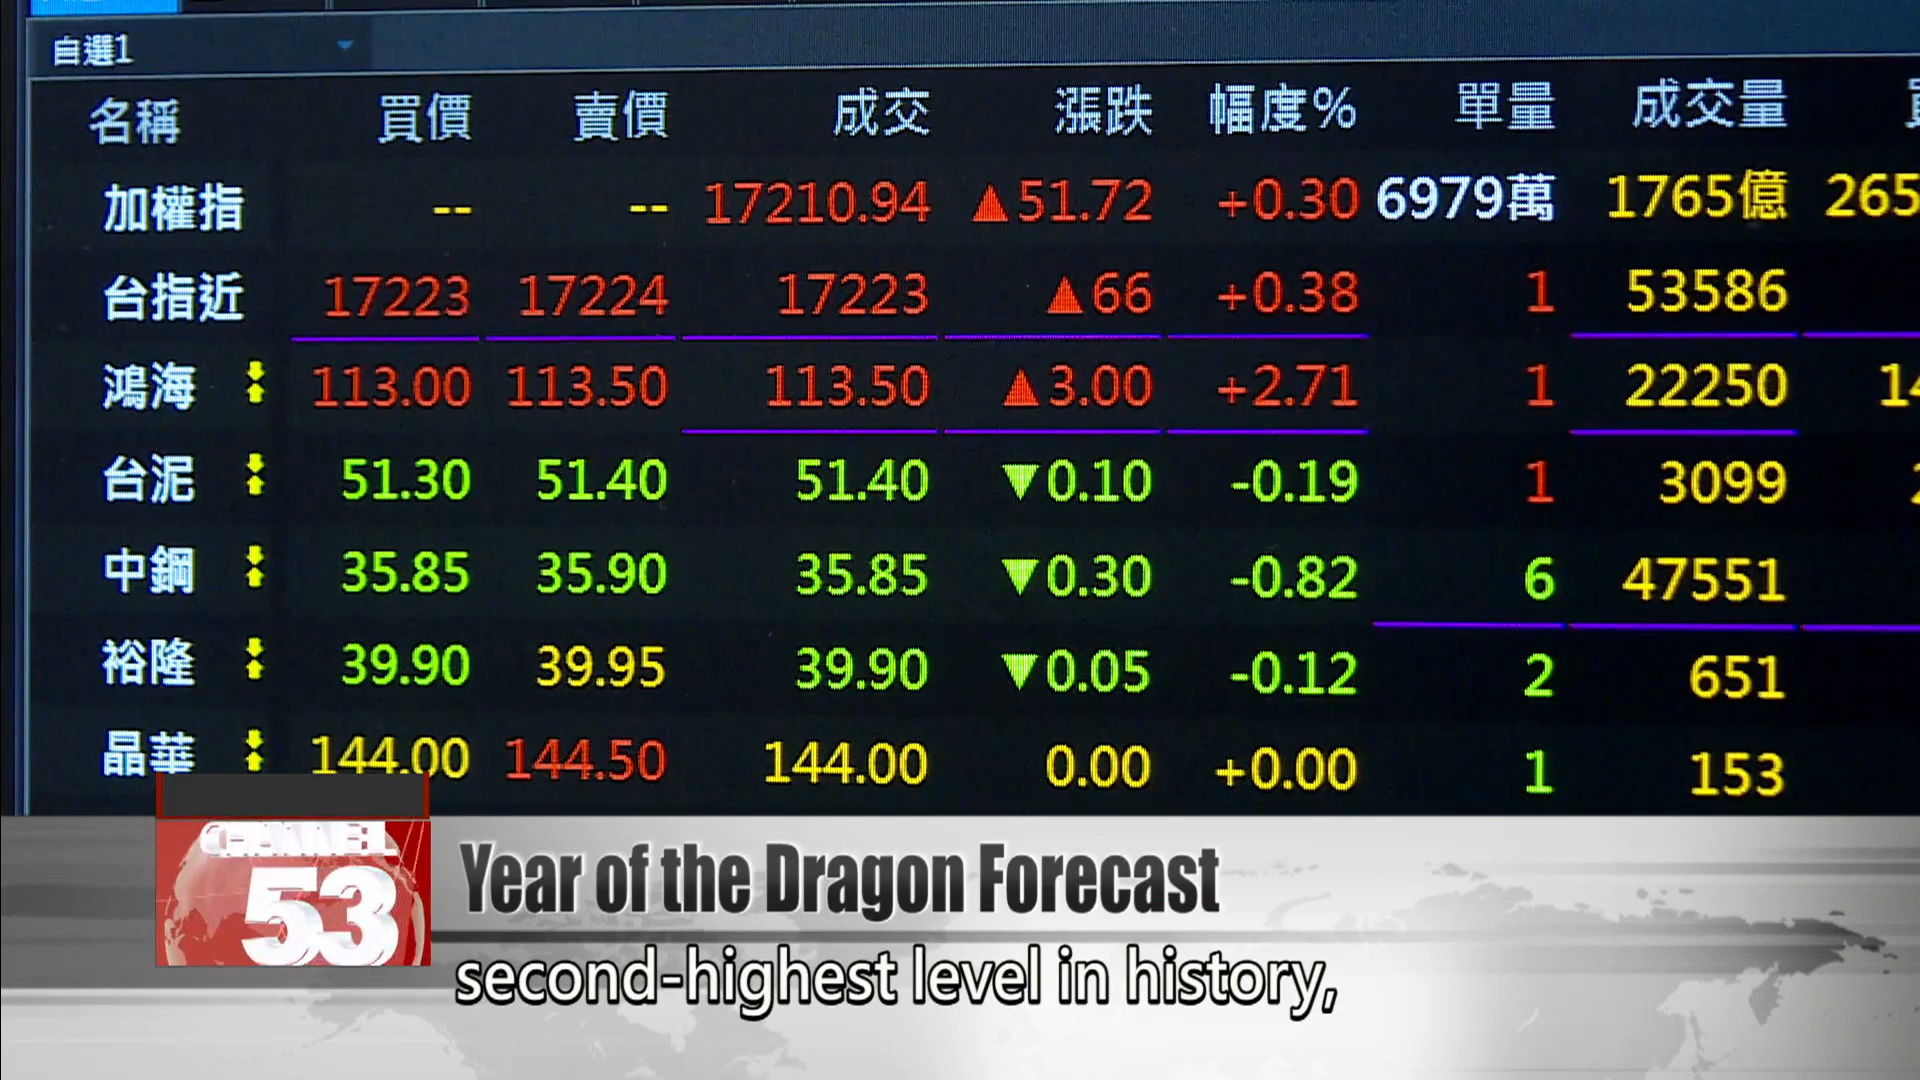 自選1
名稱 買價 賣價 成交 漲跌 幅度% 單量 成交量
加權指 -- -- 17210.94 ▲51.72 +0.30 6979萬 1765億 265
台指近 17223 17224 17223 ▲66 +0.38 1 53586
鴻海 113.00 113.50 113.50 ▲3.00 +2.71 1 22250 14
台泥 51.30 51.40 51.40 ▼0.10 -0.19 1 3099
中鋼 35.85 35.90 35.85 ▼0.30 -0.82 6 47551
裕隆 39.90 39.95 39.90 ▼0.05 -0.12 2 651
晶華 144.00 144.50 144.00 0.00 +0.00 1 153
CHANNEL
53
Year of the Dragon Forecast
second-highest level in history,